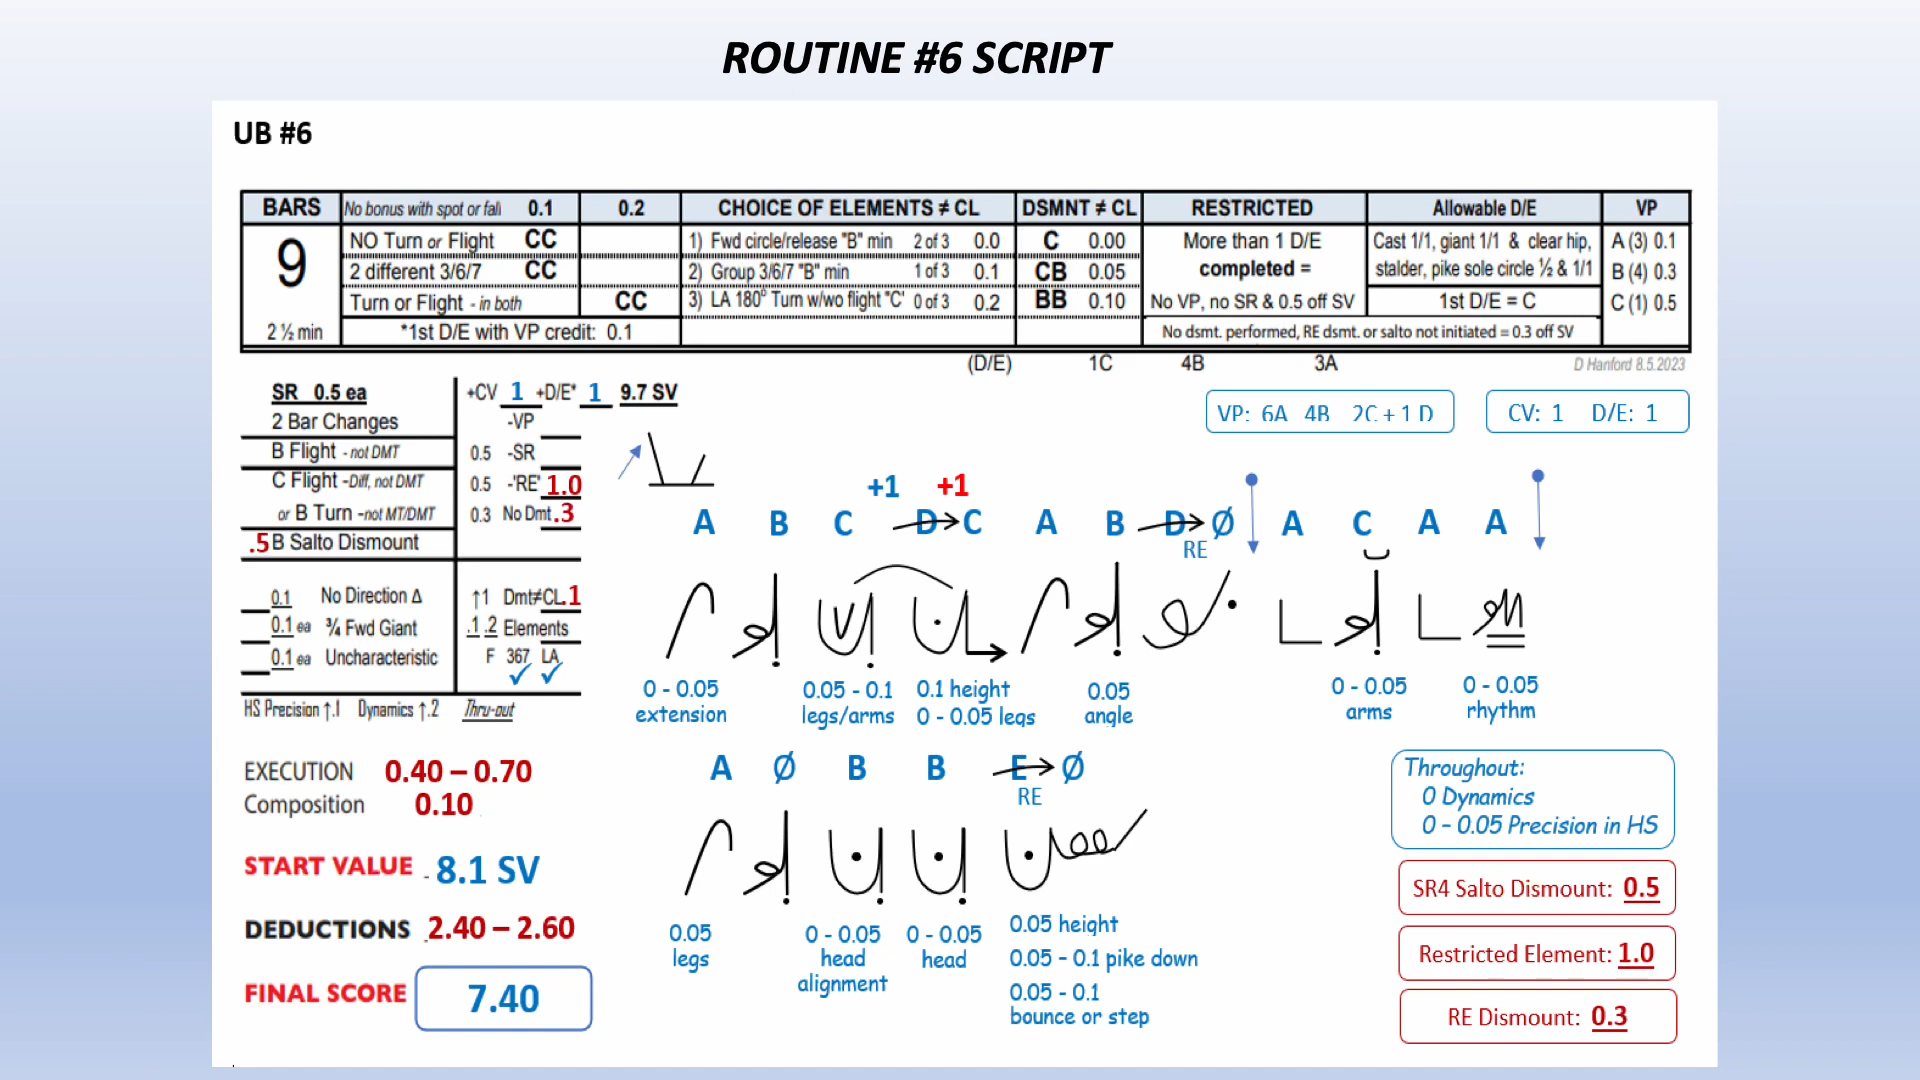 ROUTINE #6 SCRIPT
UB #6
BARS No bonus with spot or fall 0.1 0.2 CHOICE OF ELEMENTS ≠ CL DSMNT ≠ CL RESTRICTED Allowable D/E VP
9 NO Turn or Flight CC 1) Fwd circle/release "B" min 2 of 3 0.0 C 0.00 More than 1 D/E Cast 1/1, giant 1/1 & clear hip, A (3) 0.1
2 different 3/6/7 CC 2) Group 3/6/7 "B" min 1 of 3 0.1 CB 0.05 completed = stalder, pike sole circle ½ & 1/1 B (4) 0.3
Turn or Flight - in both CC 3) LA 180° Turn w/wo flight "C" 0 of 3 0.2 BB 0.10 No VP, no SR & 0.5 off SV 1st D/E = C C (1) 0.5
2 ½ min *1st D/E with VP credit: 0.1 No dsmt. performed, RE dsmt. or salto not initiated = 0.3 off SV
(D/E) 1C 4B 3A D Hanford 8.5.2023
SR 0.5 ea +CV 1 +D/E* 1 9.7 SV
2 Bar Changes -VP
VP: 6A 4B 2C + 1 D CV: 1 D/E: 1
B Flight - not DMT 0.5 -SR
C Flight -Diff, not DMT 0.5 -'RE' 1.0
or B Turn -not MT/DMT 0.3 No Dmt .3
.5 B Salto Dismount
+1 +1
A B C D C A B D Ø A C A A
RE
0.1 No Direction Δ ↑1 Dmt≠CL .1
0.1 ea ¾ Fwd Giant .1 .2 Elements
0.1 ea Uncharacteristic F 367 LA
✓ ✓
HS Precision ↑.1 Dynamics ↑.2 Thru-out
0 - 0.05 0.05 - 0.1 0.1 height 0.05 0 - 0.05 0 - 0.05
extension legs/arms 0 - 0.05 legs angle arms rhythm
EXECUTION 0.40 – 0.70
Composition 0.10
START VALUE - 8.1 SV
DEDUCTIONS 2.40 – 2.60
FINAL SCORE 7.40
A Ø B B E Ø
RE
0.05 0 - 0.05 0 - 0.05 0.05 height
legs head head 0.05 - 0.1 pike down
alignment 0.05 - 0.1
bounce or step
Throughout:
0 Dynamics
0 – 0.05 Precision in HS
SR4 Salto Dismount: 0.5
Restricted Element: 1.0
RE Dismount: 0.3